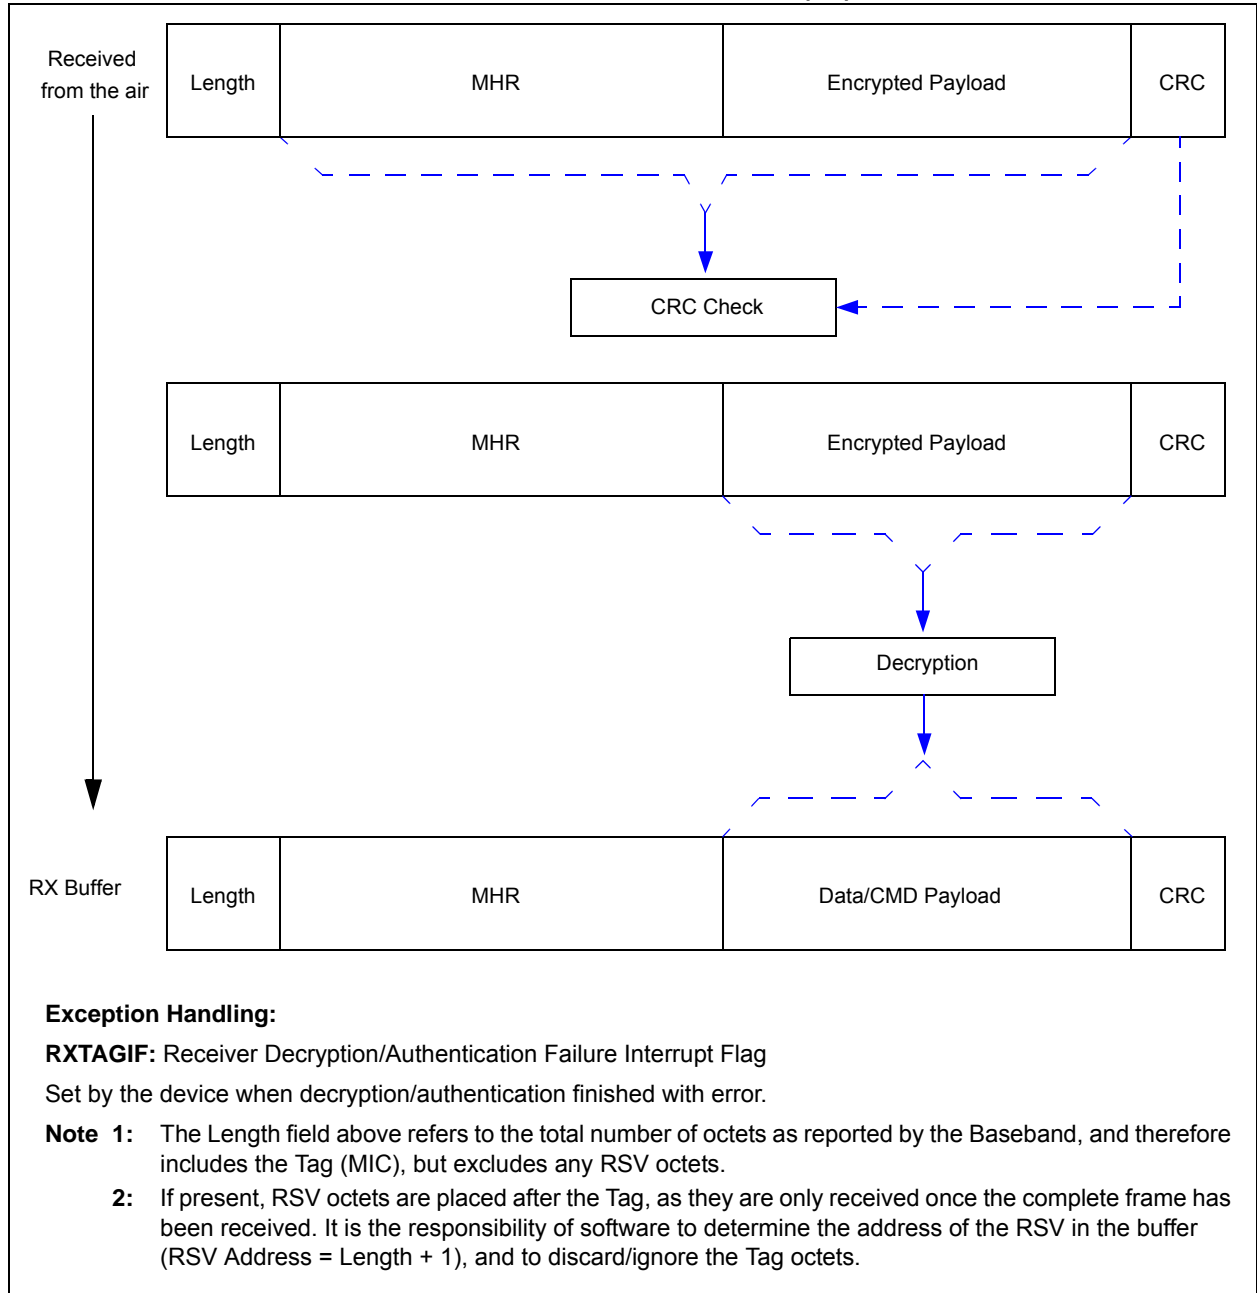 Received
from the air
Length
MHR
Encrypted Payload
CRC
CRC Check
Length
MHR
Encrypted Payload
CRC
Decryption
RX Buffer
Length
MHR
Data/CMD Payload
CRC
Exception Handling:
RXTAGIF: Receiver Decryption/Authentication Failure Interrupt Flag
Set by the device when decryption/authentication finished with error.
Note 1: The Length field above refers to the total number of octets as reported by the Baseband, and therefore
includes the Tag (MIC), but excludes any RSV octets.
2: If present, RSV octets are placed after the Tag, as they are only received once the complete frame has
been received. It is the responsibility of software to determine the address of the RSV in the buffer
(RSV Address = Length + 1), and to discard/ignore the Tag octets.